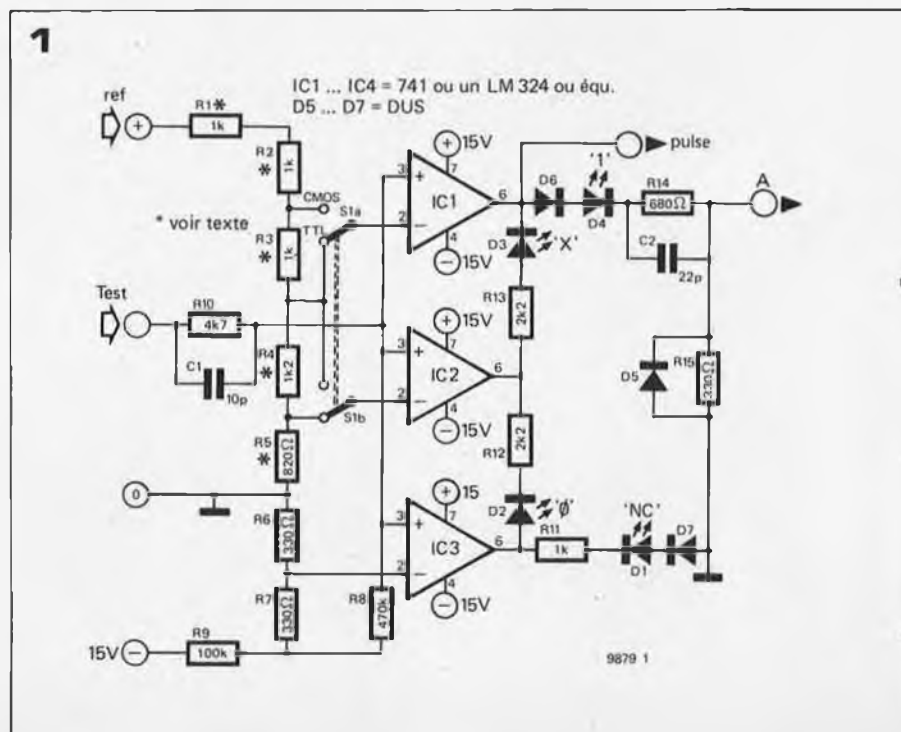 1
IC1 ... IC4 = 741 ou un LM 324 ou équ.
D5 ... D7 = DUS
ref
+
R1*
1k
R2
*
1k
CMOS
S1a
* voir texte
TTL
R3
*
1k
Test
R10
4k7
C1
10p
R4
*
1k2
S1b
R5
*
820Ω
0
R6
330Ω
R7
330Ω
R8
470k
15V −
R9
100k
+ 15V
7
3
+
IC1
6
2
−
4
− 15V
+ 15V
7
3
+
IC2
6
2
−
4
− 15V
+ 15
7
3
+
IC3
6
2
−
4
− 15V
pulse
D6
'1'
D4
R14
680Ω
A
C2
22p
D3
'X'
R13
2k2
R12
2k2
D5
R15
330Ω
D2
'Ø'
R11
1k
'NC'
D1
D7
9879 1